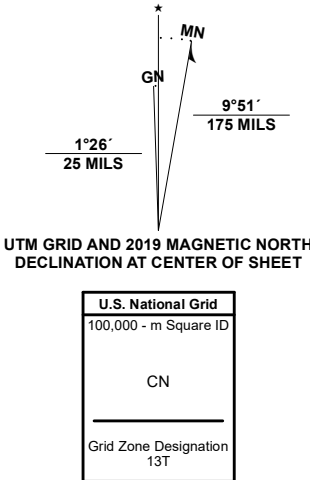 ★
MN
GN
9°51´
175 MILS
1°26´
25 MILS
UTM GRID AND 2019 MAGNETIC NORTH
DECLINATION AT CENTER OF SHEET
U.S. National Grid
100,000 - m Square ID
CN
Grid Zone Designation
13T